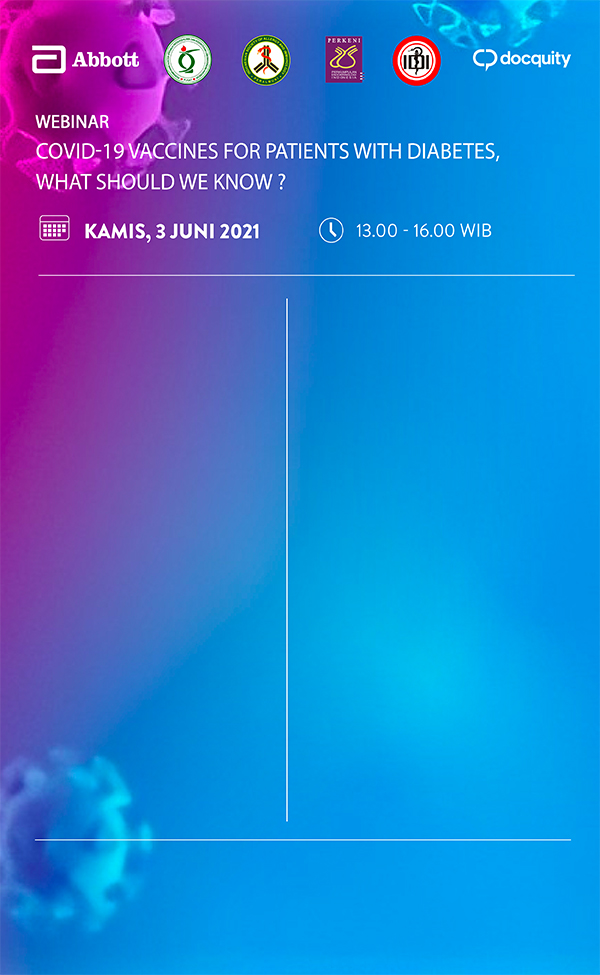 Abbott
PERKENI
IDI
docquity
WEBINAR
COVID-19 VACCINES FOR PATIENTS WITH DIABETES,
WHAT SHOULD WE KNOW ?
KAMIS, 3 JUNI 2021
13.00 - 16.00 WIB